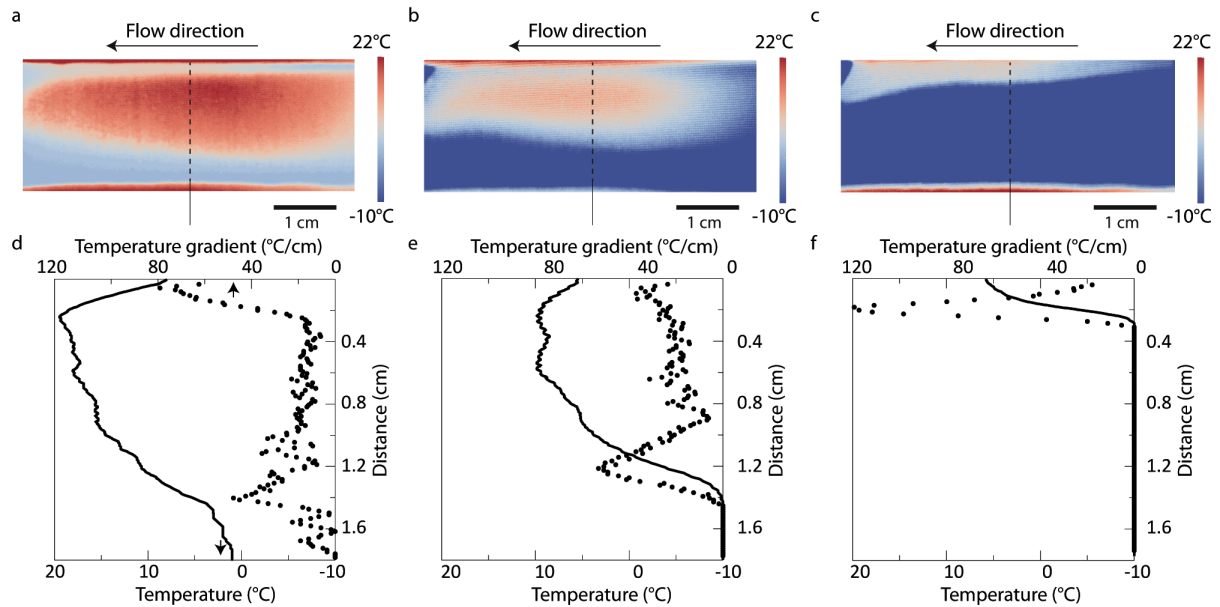 a
b
c
Flow direction
Flow direction
Flow direction
22°C
22°C
22°C
-10°C
-10°C
-10°C
1 cm
1 cm
1 cm
d
Temperature gradient (°C/cm)
e
Temperature gradient (°C/cm)
f
Temperature gradient (°C/cm)
120 80 40 0
120 80 40 0
120 80 40 0
0.4
0.8
1.2
1.6
Distance (cm)
0.4
0.8
1.2
1.6
Distance (cm)
0.4
0.8
1.2
1.6
Distance (cm)
20 10 0 -10
20 10 0 -10
20 10 0 -10
Temperature (°C)
Temperature (°C)
Temperature (°C)